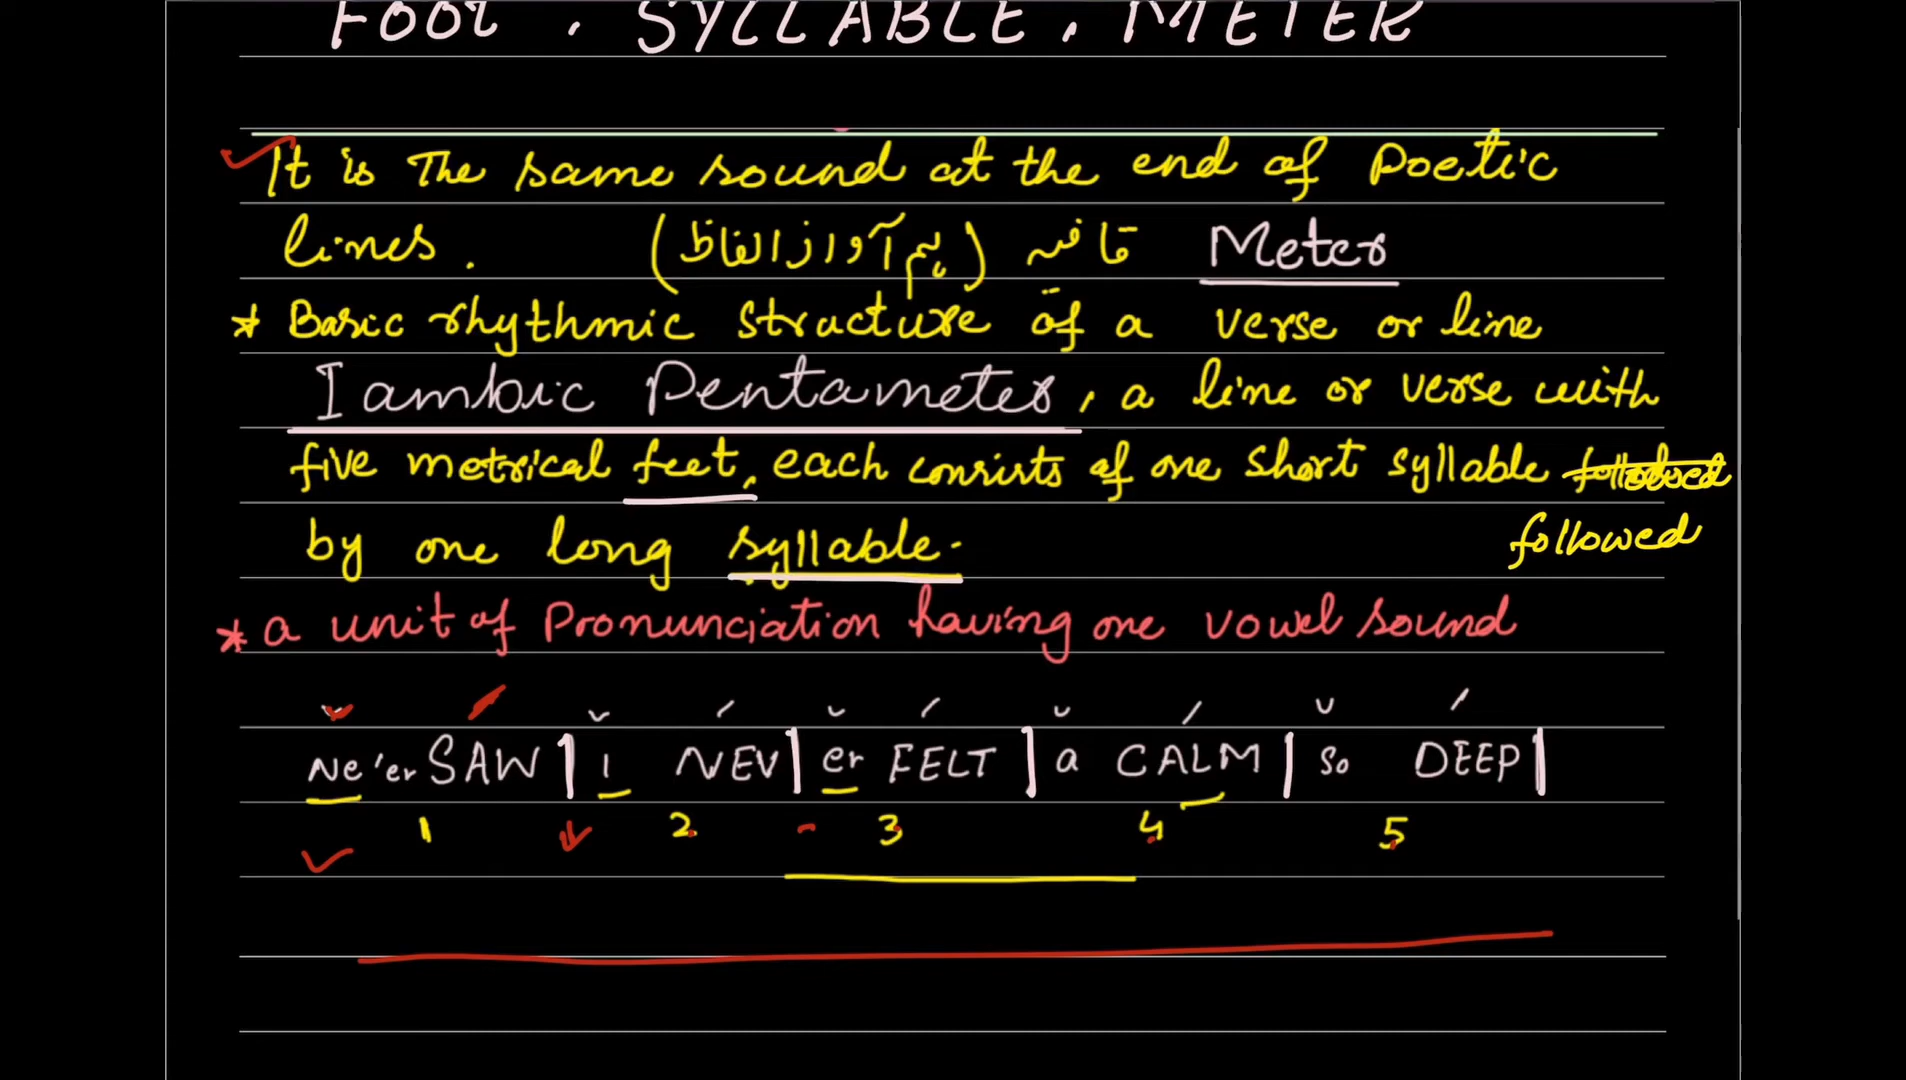 FOOT, SYLLABLE, METER
It is The same sound at the end of Poetic
lines. (ہم آواز الفاظ) قافیہ Meter
* Basic rhythmic structure of a verse or line
Iambic Pentameter, a line or verse with
five metrical feet, each consists of one short syllable followed
by one long syllable. followed
* a unit of Pronunciation having one vowel sound
Ne'er SAW | I NEV | er FELT | a CALM | so DEEP |
1 2 3 4 5